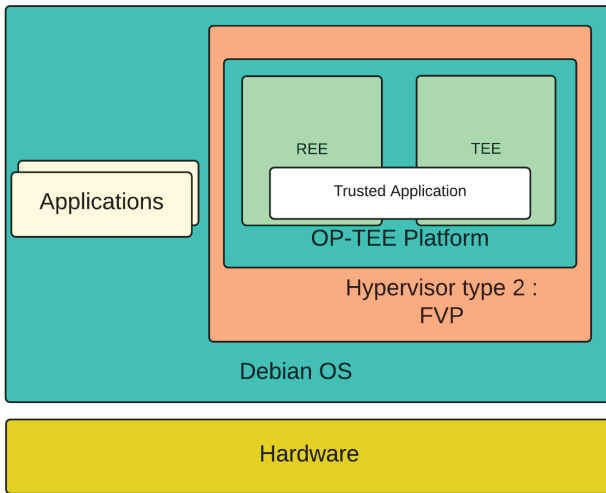 REE
TEE
Trusted Application
Applications
OP-TEE Platform
Hypervisor type 2 :
FVP
Debian OS
Hardware